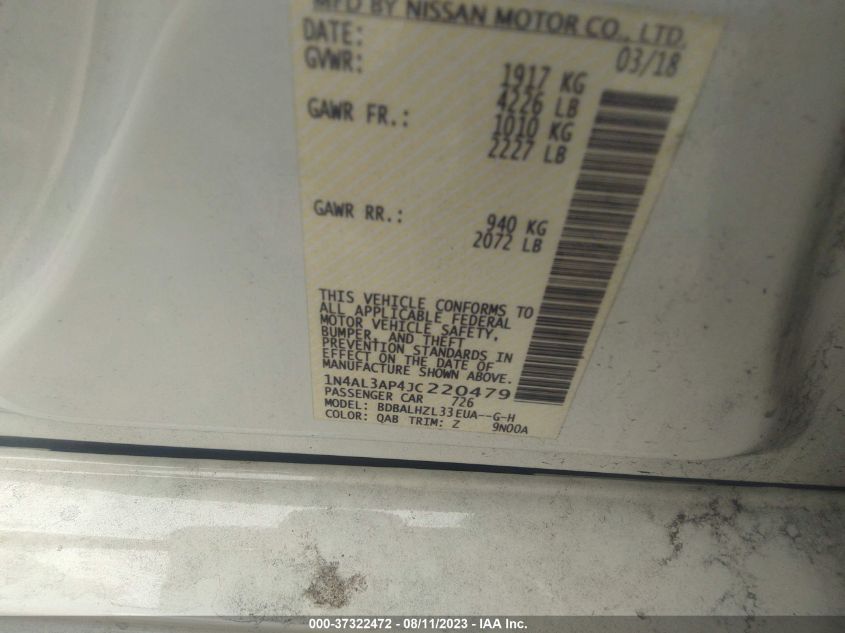 MFD BY NISSAN MOTOR CO., LTD.
DATE: 03/18
GVWR: 1917 KG
4226 LB
GAWR FR.: 1010 KG
2227 LB
GAWR RR.: 940 KG
2072 LB
THIS VEHICLE CONFORMS TO
ALL APPLICABLE FEDERAL
MOTOR VEHICLE SAFETY,
BUMPER, AND THEFT
PREVENTION STANDARDS IN
EFFECT ON THE DATE OF
MANUFACTURE SHOWN ABOVE.
1N4AL3AP4JC220479
PASSENGER CAR 726
MODEL: BDBALHZL33EUA--G-H
COLOR: QAB TRIM: Z 9N00A
000-37322472 - 08/11/2023 - IAA Inc.